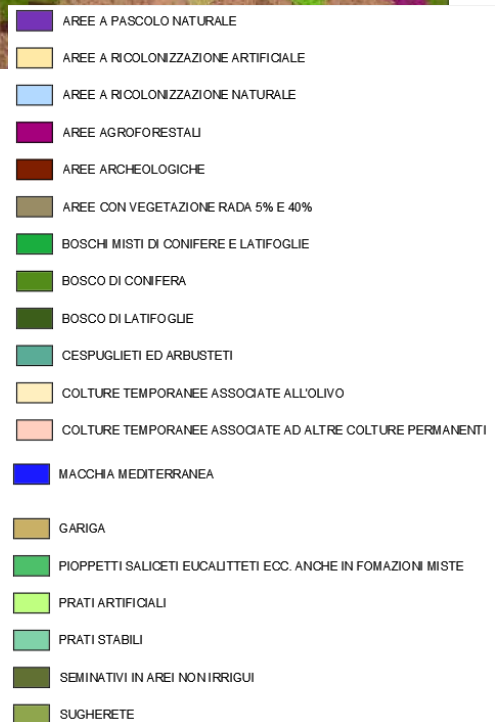 AREE A PASCOLO NATURALE
AREE A RICOLONIZZAZIONE ARTIFICIALE
AREE A RICOLONIZZAZIONE NATURALE
AREE AGROFORESTALI
AREE ARCHEOLOGICHE
AREE CON VEGETAZIONE RADA 5% E 40%
BOSCHI MISTI DI CONIFERE E LATIFOGLIE
BOSCO DI CONIFERA
BOSCO DI LATIFOGLIE
CESPUGLIETI ED ARBUSTETI
COLTURE TEMPORANEE ASSOCIATE ALL'OLIVO
COLTURE TEMPORANEE ASSOCIATE AD ALTRE COLTURE PERMANENTI
MACCHIA MEDITERRANEA
GARIGA
PIOPPETTI SALICETI EUCALITTETI ECC. ANCHE IN FOMAZIONI MISTE
PRATI ARTIFICIALI
PRATI STABILI
SEMINATIVI IN AREI NON IRRIGUI
SUGHERETE